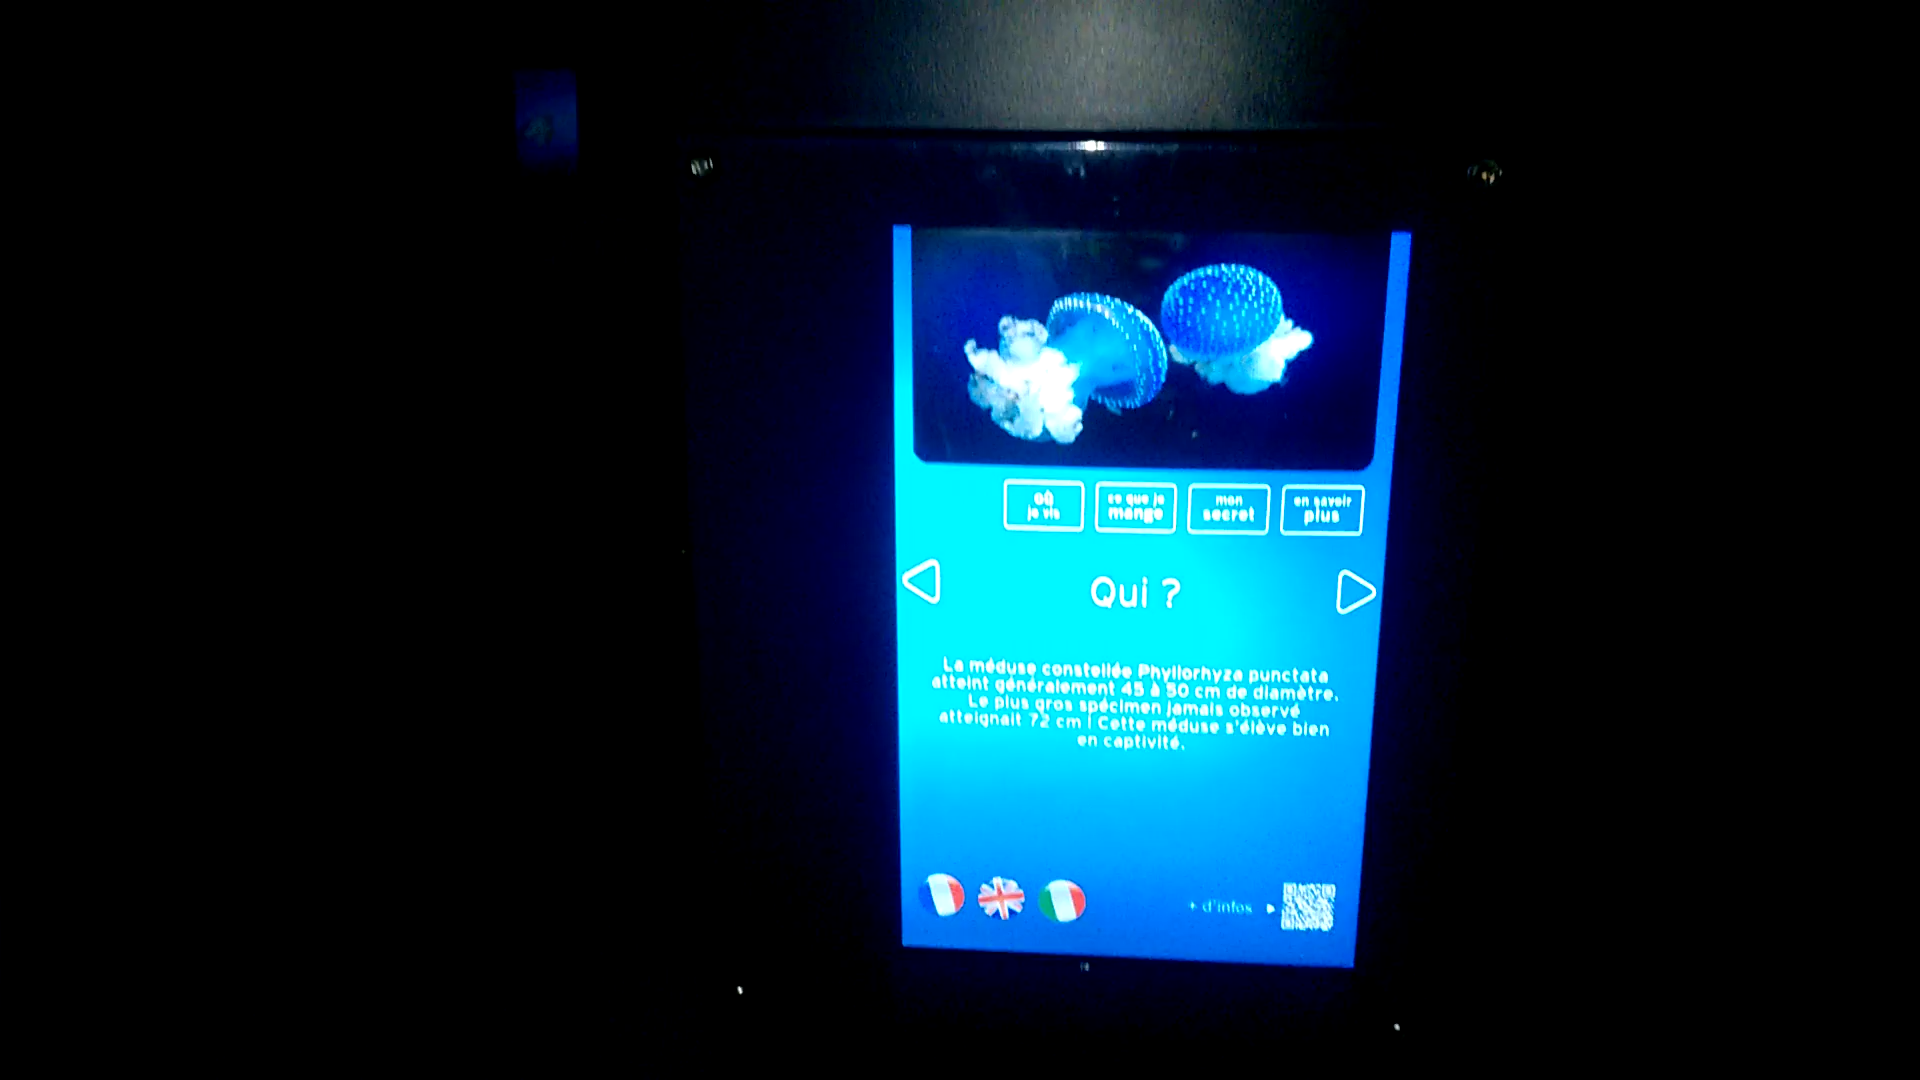 où
je vis
ce que je
mange
mon
secret
en savoir
plus
Qui ?
La méduse constellée Phyllorhyza punctata
atteint généralement 45 à 50 cm de diamètre.
Le plus gros spécimen jamais observé
atteignait 72 cm ! Cette méduse s'élève bien
en captivité.
+ d'infos